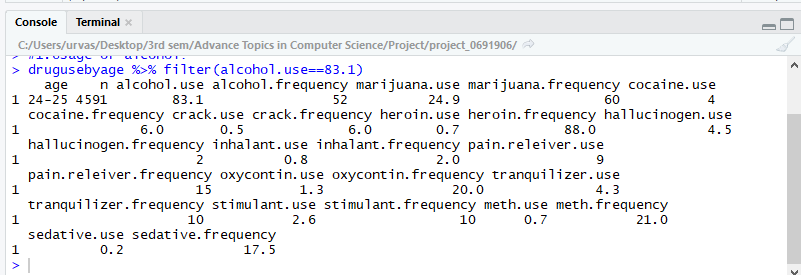 Console Terminal ×
C:/Users/urvas/Desktop/3rd sem/Advance Topics in Computer Science/Project/project_0691906/
> #1.Usage of alcohol.
> drugusebyage %>% filter(alcohol.use==83.1)
age n alcohol.use alcohol.frequency marijuana.use marijuana.frequency cocaine.use
1 24-25 4591 83.1 52 24.9 60 4
cocaine.frequency crack.use crack.frequency heroin.use heroin.frequency hallucinogen.use
1 6.0 0.5 6.0 0.7 88.0 4.5
hallucinogen.frequency inhalant.use inhalant.frequency pain.releiver.use
1 2 0.8 2.0 9
pain.releiver.frequency oxycontin.use oxycontin.frequency tranquilizer.use
1 15 1.3 20.0 4.3
tranquilizer.frequency stimulant.use stimulant.frequency meth.use meth.frequency
1 10 2.6 10 0.7 21.0
sedative.use sedative.frequency
1 0.2 17.5
>